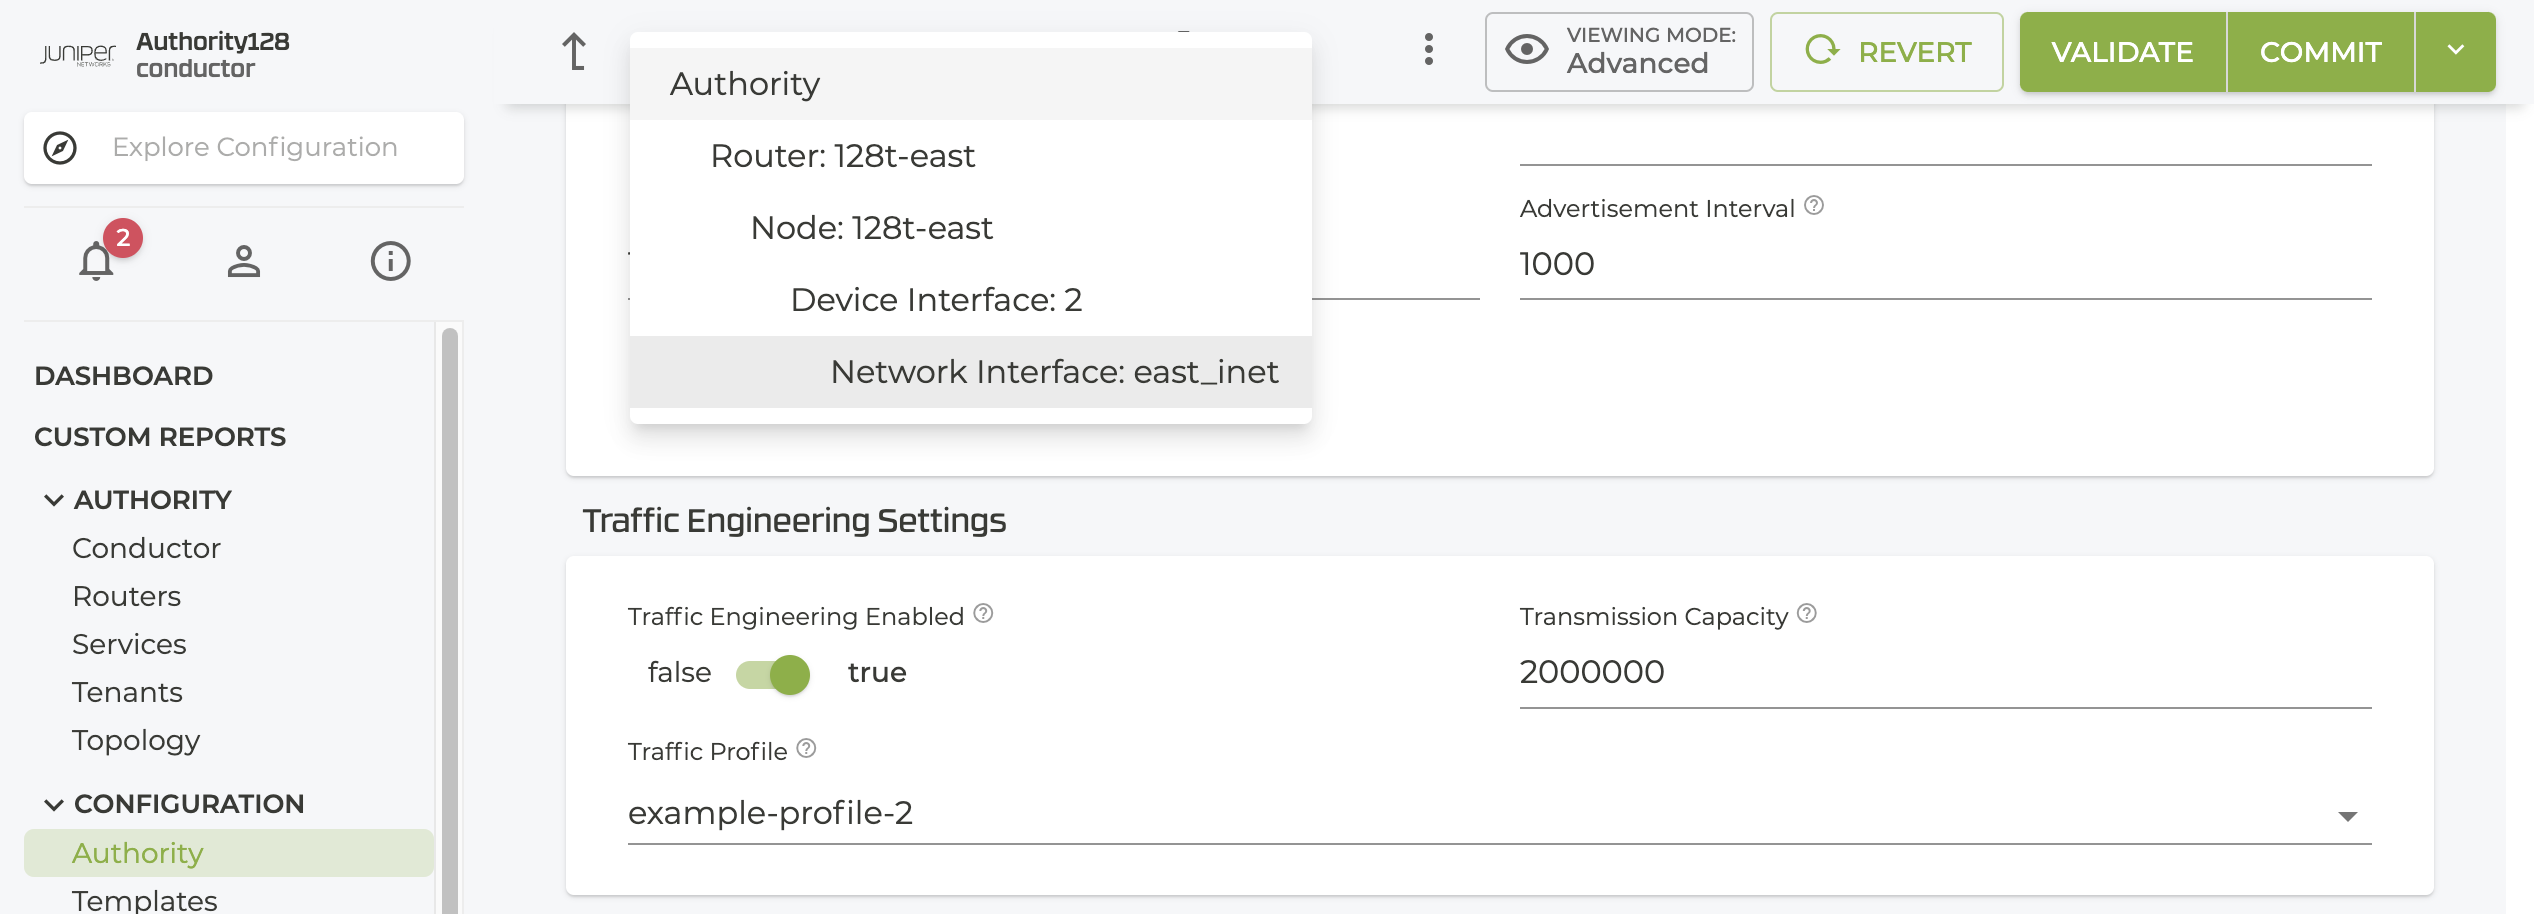 JUNIPER
NETWORKS
Authority128
conductor
Explore Configuration
2
DASHBOARD
CUSTOM REPORTS
AUTHORITY
Conductor
Routers
Services
Tenants
Topology
CONFIGURATION
Authority
Templates
Authority
Router: 128t-east
Node: 128t-east
Device Interface: 2
Network Interface: east_inet
VIEWING MODE:
Advanced
REVERT
VALIDATE
COMMIT
Advertisement Interval
1000
Traffic Engineering Settings
Traffic Engineering Enabled
false true
Transmission Capacity
2000000
Traffic Profile
example-profile-2